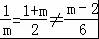 1/m = (1+m)/2 ≠ (m-2)/6